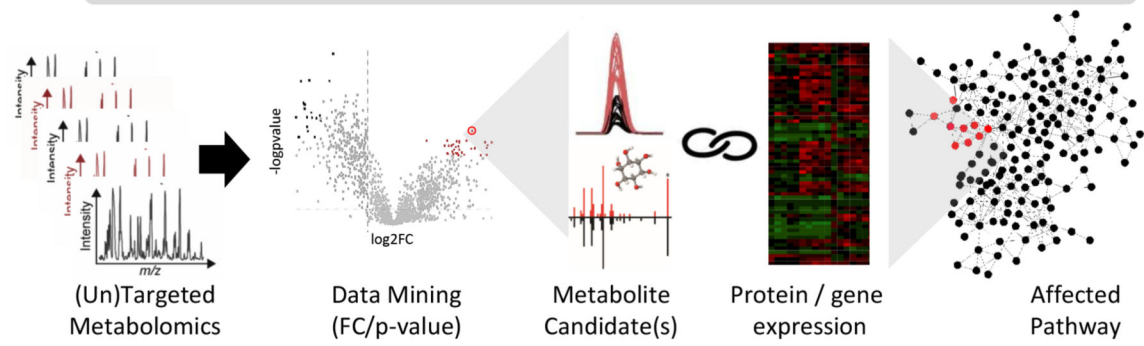 Intensity
Intensity
Intensity
Intensity
Intensity
m/z
-logpvalue
log2FC
(Un)Targeted
Metabolomics
Data Mining
(FC/p-value)
Metabolite
Candidate(s)
Protein / gene
expression
Affected
Pathway